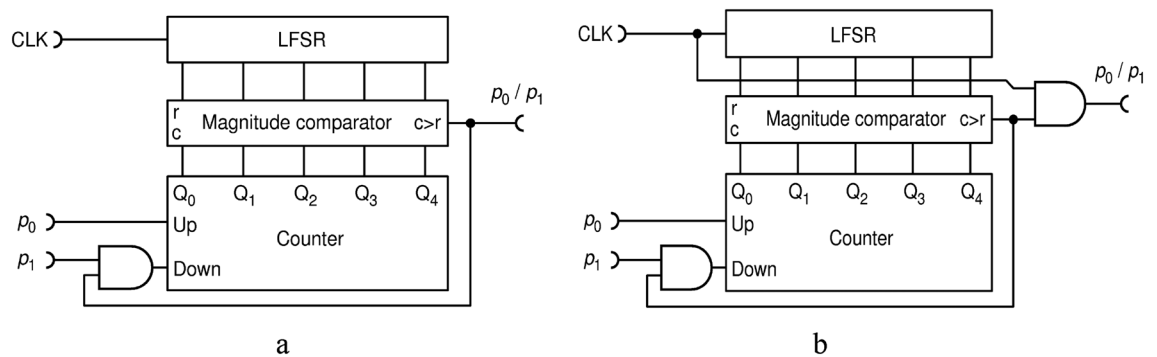 CLK
LFSR
p0 / p1
r
c
Magnitude comparator
c>r
Q0 Q1 Q2 Q3 Q4
p0
Up
Counter
p1
Down
a
CLK
LFSR
p0 / p1
r
c
Magnitude comparator
c>r
Q0 Q1 Q2 Q3 Q4
p0
Up
Counter
p1
Down
b